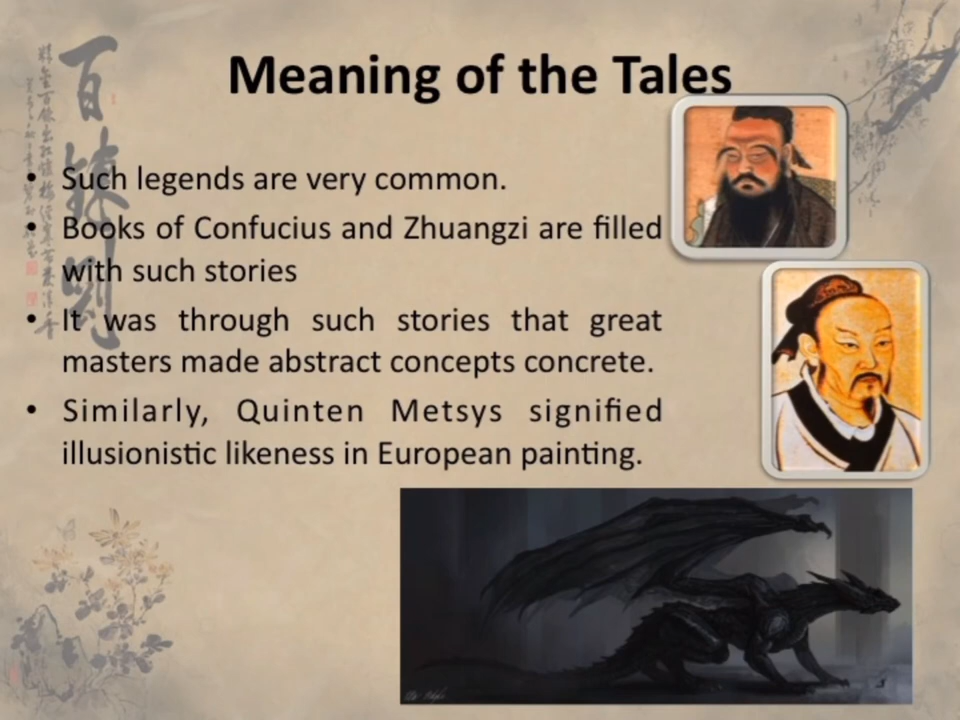 Meaning of the Tales
• Such legends are very common.
• Books of Confucius and Zhuangzi are filled
with such stories
• It was through such stories that great
masters made abstract concepts concrete.
• Similarly, Quinten Metsys signified
illusionistic likeness in European painting.
百